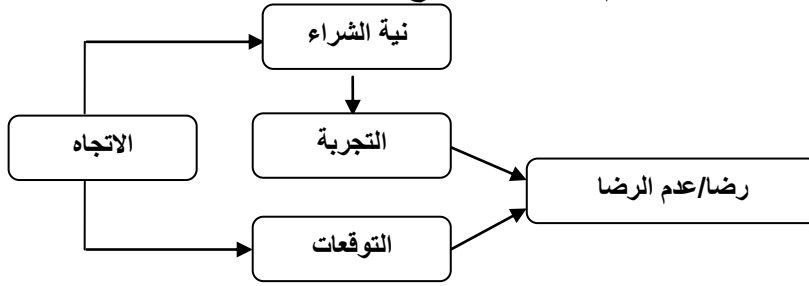 نية الشراء
التجربة
الاتجاه
رضا/عدم الرضا
التوقعات